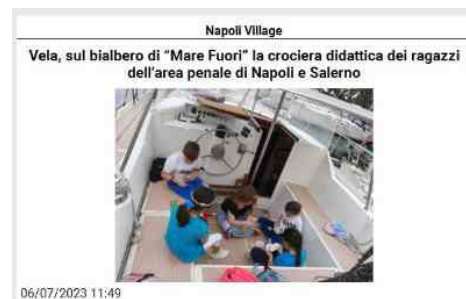 Napoli Village
Vela, sul bialbero di “Mare Fuori” la crociera didattica dei ragazzi
dell’area penale di Napoli e Salerno
06/07/2023 11:49